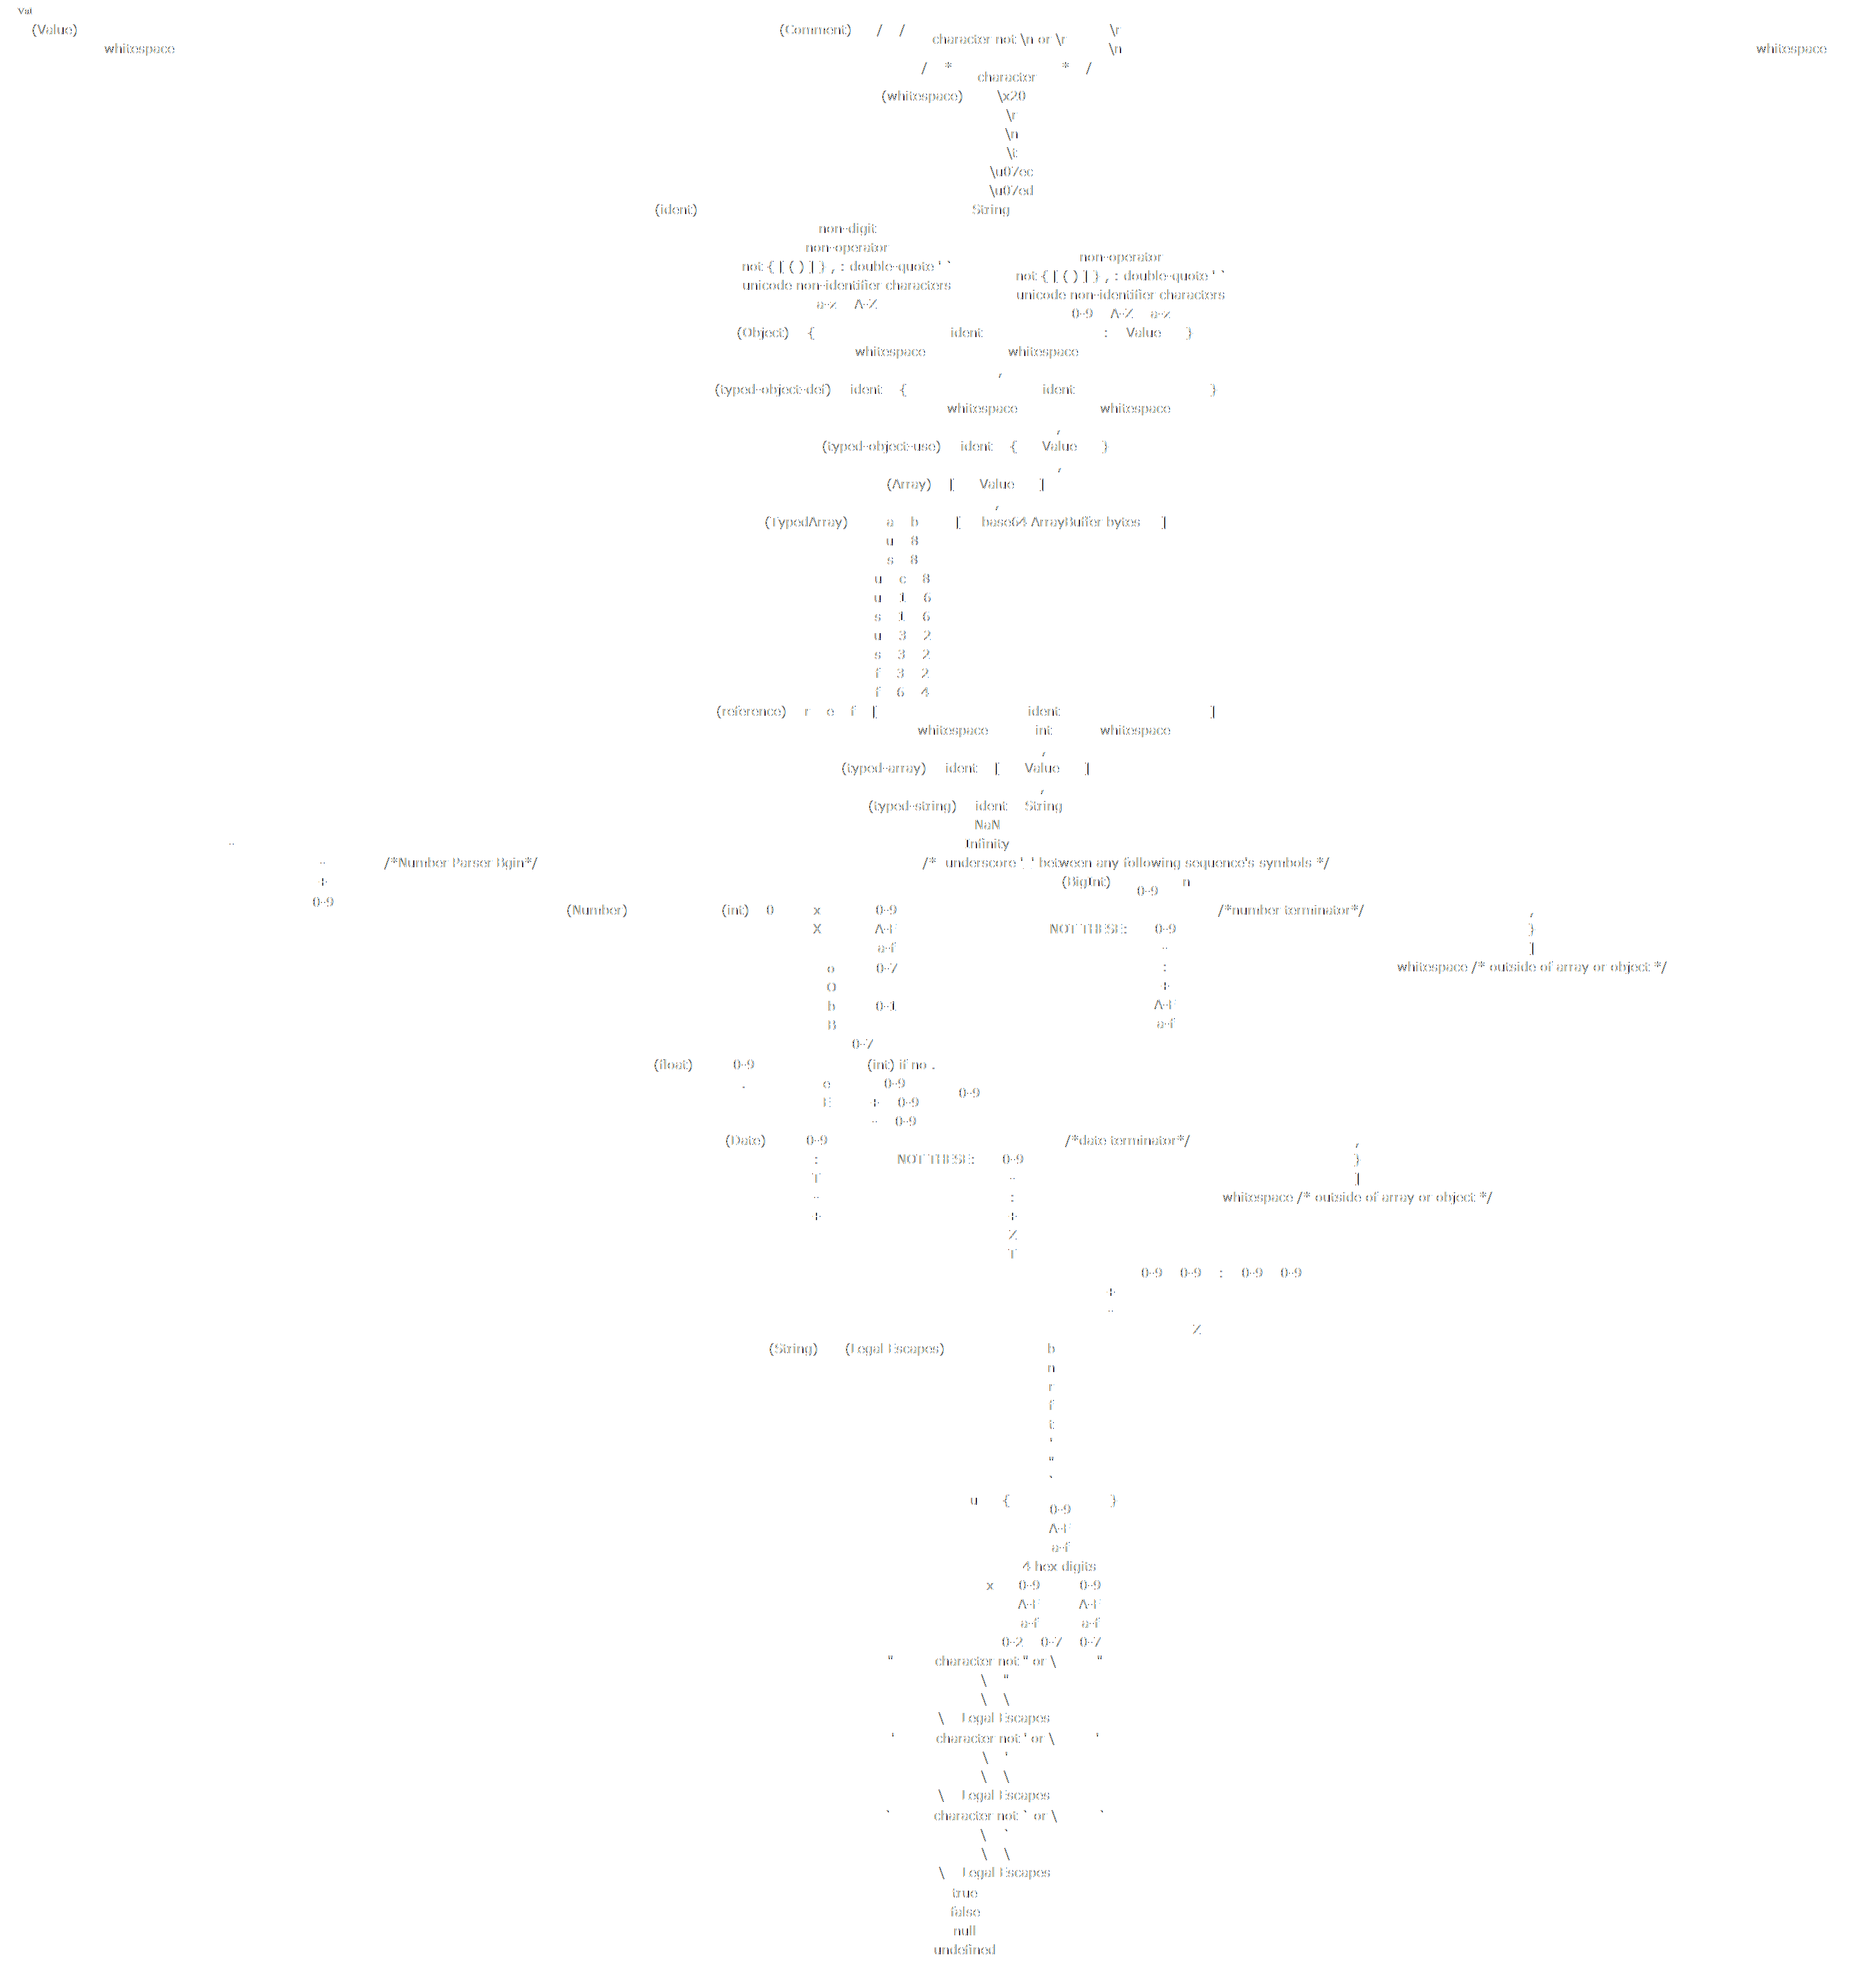 Val
(Value) (Comment) / / \r
character not \n or \r
whitespace \n whitespace
/ * * /
character
(whitespace) \x20
\r
\n
\t
\u07ec
\u07ed
(ident) String
non-digit
non-operator
non-operator
not { [ ( ) ] } , : double-quote ' `
not { [ ( ) ] } , : double-quote ' `
unicode non-identifier characters
unicode non-identifier characters
a-z A-Z
0-9 A-Z a-z
(Object) { ident : Value }
whitespace whitespace
,
(typed-object-def) ident { ident }
whitespace whitespace
,
(typed-object-use) ident { Value }
,
(Array) [ Value ]
,
(TypedArray) a b [ base64 ArrayBuffer bytes ]
u 8
s 8
u c 8
u 1 6
s 1 6
u 3 2
s 3 2
f 3 2
f 6 4
(reference) r e f [ ident ]
whitespace int whitespace
,
(typed-array) ident [ Value ]
,
(typed-string) ident String
NaN
- Infinity
- /*Number Parser Bgin*/ /* underscore '_' between any following sequence's symbols */
+ (BigInt) n
0-9
0-9
(Number) (int) 0 x 0-9 /*number terminator*/ ,
X A-F NOT THESE: 0-9 }
a-f - ]
o 0-7 : whitespace /* outside of array or object */
O +
b 0-1 A-F
B a-f
0-7
(float) 0-9 (int) if no .
. e 0-9
0-9
E + 0-9
- 0-9
(Date) 0-9 /*date terminator*/ ,
: NOT THESE: 0-9 }
T - ]
- : whitespace /* outside of array or object */
+ +
Z
T
0-9 0-9 : 0-9 0-9
+
-
Z
(String) (Legal Escapes) b
n
r
f
t
'
"
`
u { }
0-9
A-F
a-f
4 hex digits
x 0-9 0-9
A-F A-F
a-f a-f
0-2 0-7 0-7
" character not " or \ "
\ "
\ \
\ Legal Escapes
' character not ' or \ '
\ '
\ \
\ Legal Escapes
` character not ` or \ `
\ `
\ \
\ Legal Escapes
true
false
null
undefined